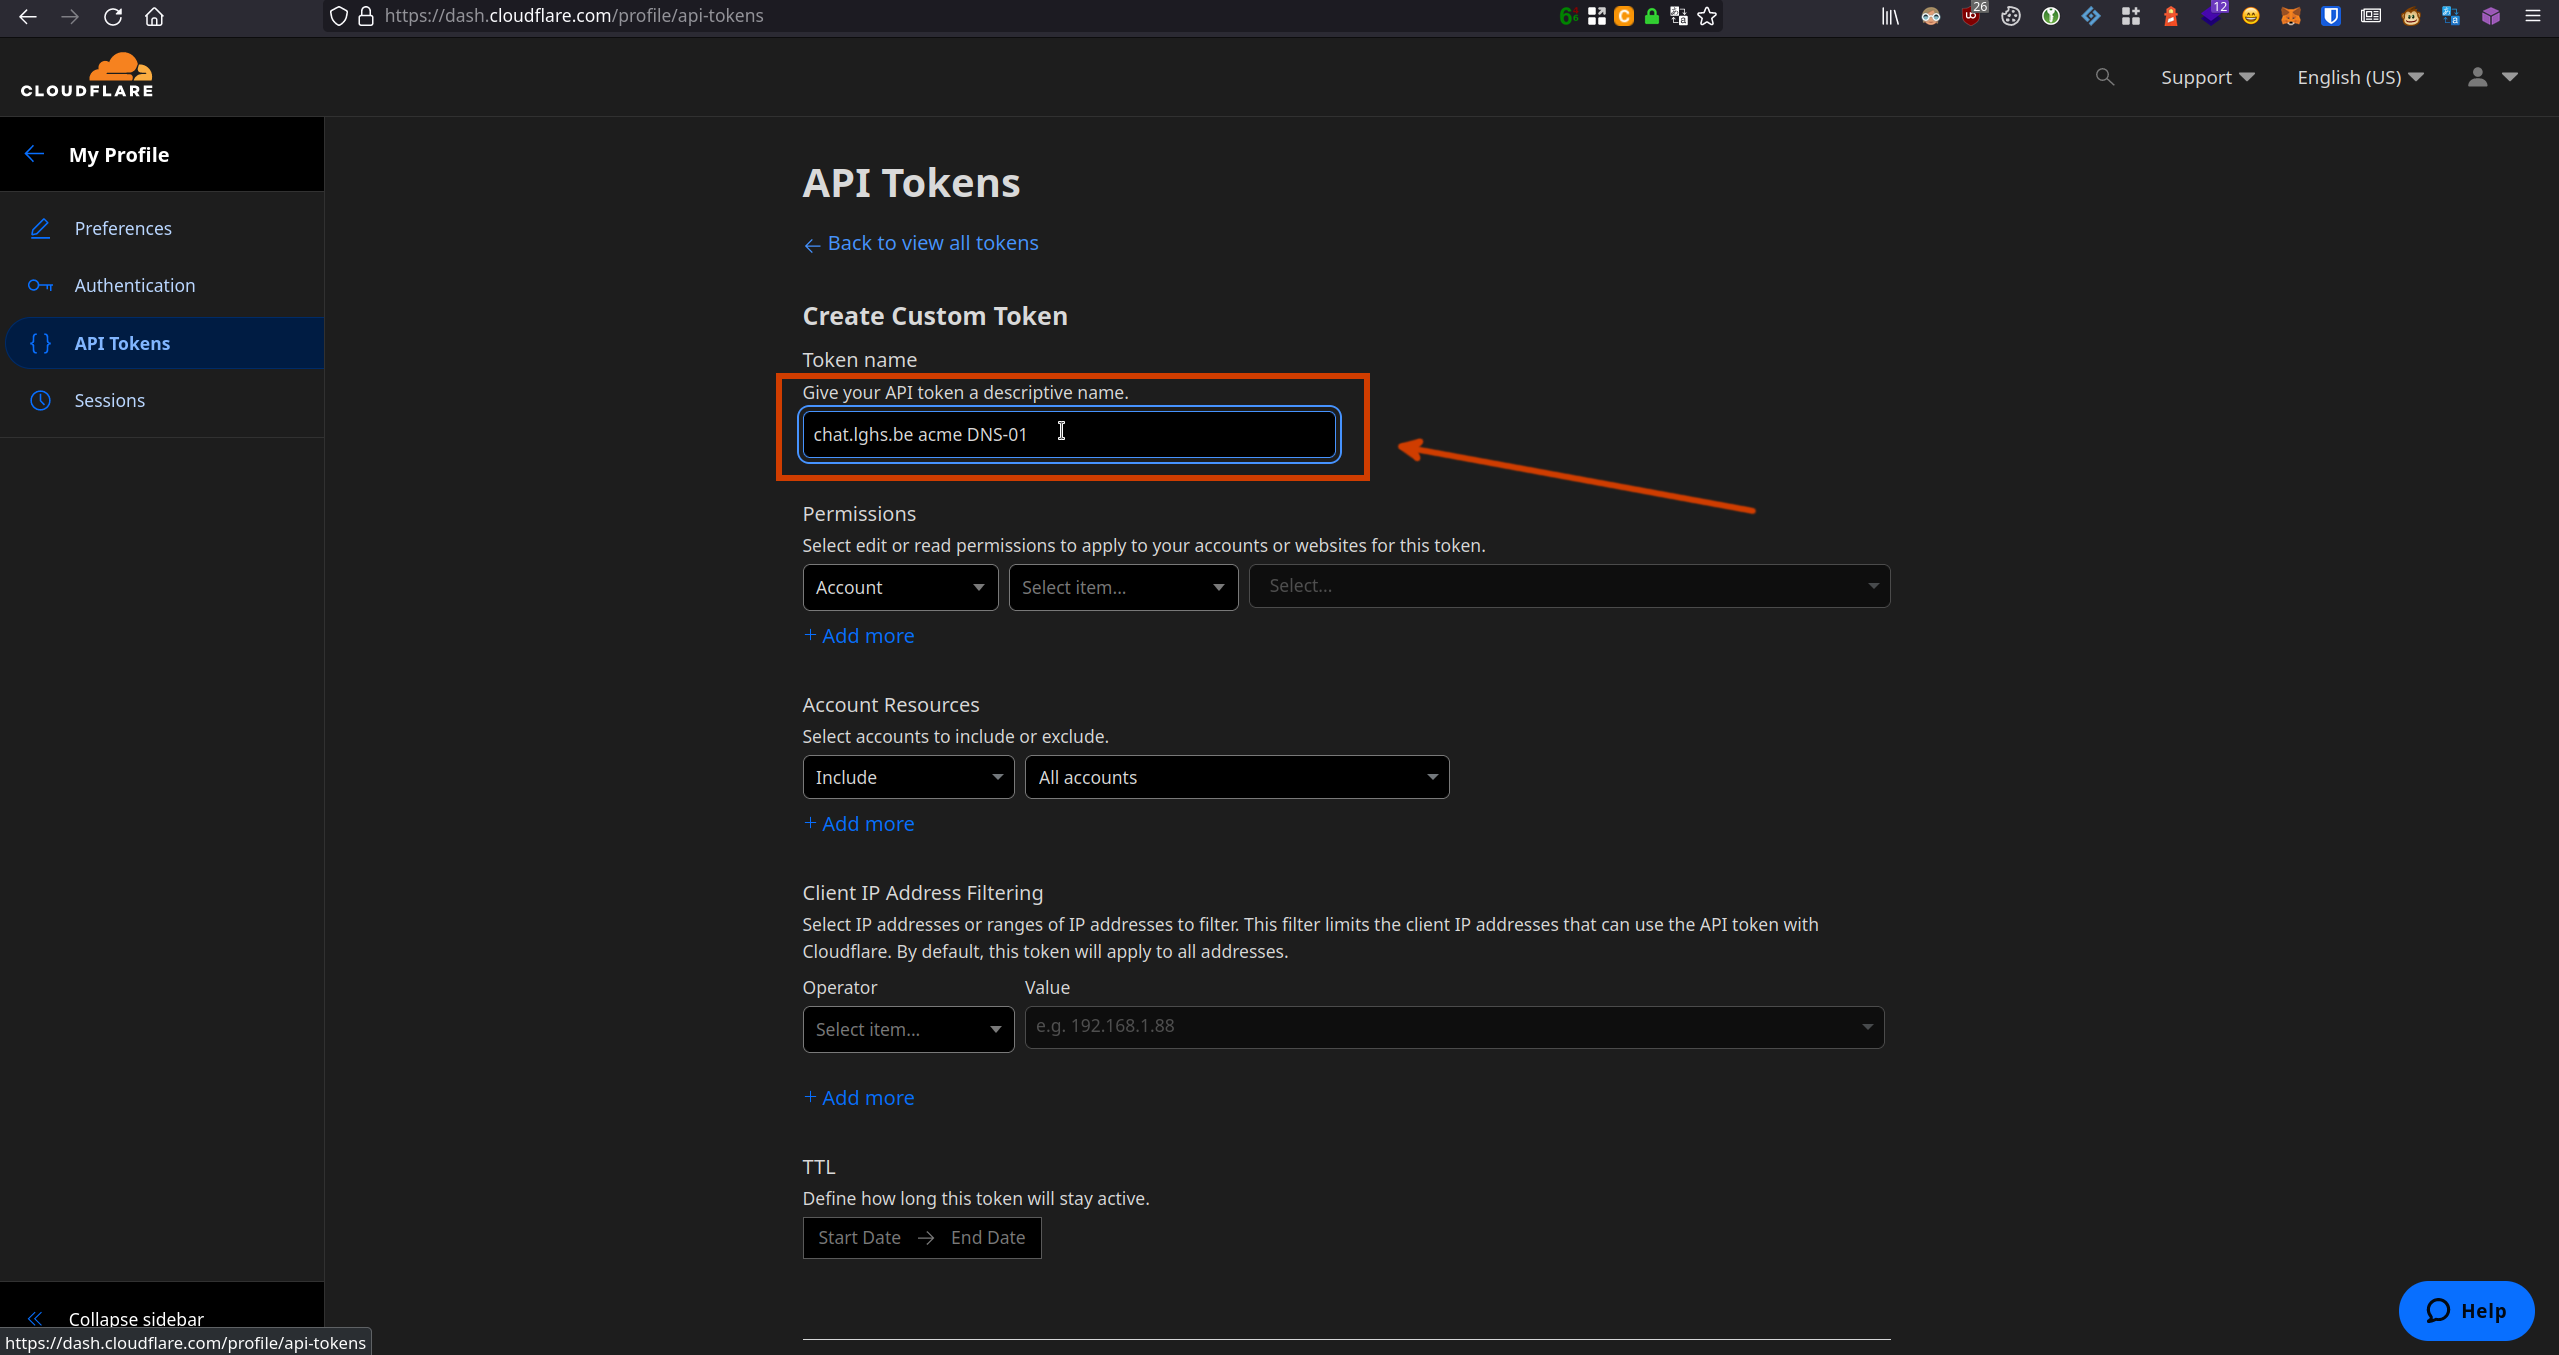 https://dash.cloudflare.com/profile/api-tokens
26
12
CLOUDFLARE
Support
English (US)
My Profile
Preferences
Authentication
API Tokens
Sessions
API Tokens
Back to view all tokens
Create Custom Token
Token name
Give your API token a descriptive name.
chat.lghs.be acme DNS-01
Permissions
Select edit or read permissions to apply to your accounts or websites for this token.
Account Select item... Select...
+ Add more
Account Resources
Select accounts to include or exclude.
Include All accounts
+ Add more
Client IP Address Filtering
Select IP addresses or ranges of IP addresses to filter. This filter limits the client IP addresses that can use the API token with
Cloudflare. By default, this token will apply to all addresses.
Operator Value
Select item... e.g. 192.168.1.88
+ Add more
TTL
Define how long this token will stay active.
Start Date → End Date
Help
Collapse sidebar
https://dash.cloudflare.com/profile/api-tokens